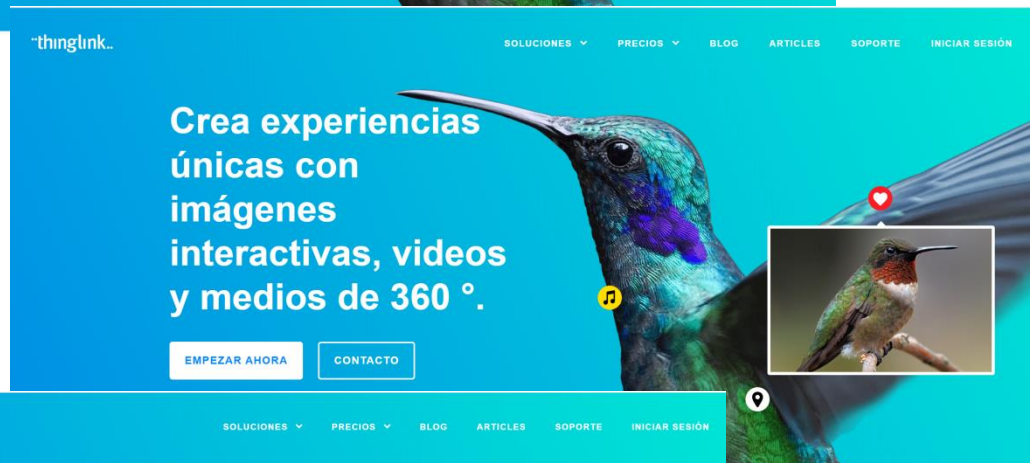 ¨thınglınk..
SOLUCIONES PRECIOS BLOG ARTICLES SOPORTE INICIAR SESIÓN
Crea experiencias
únicas con
imágenes
interactivas, videos
y medios de 360 °.
EMPEZAR AHORA CONTACTO
SOLUCIONES PRECIOS BLOG ARTICLES SOPORTE INICIAR SESIÓN